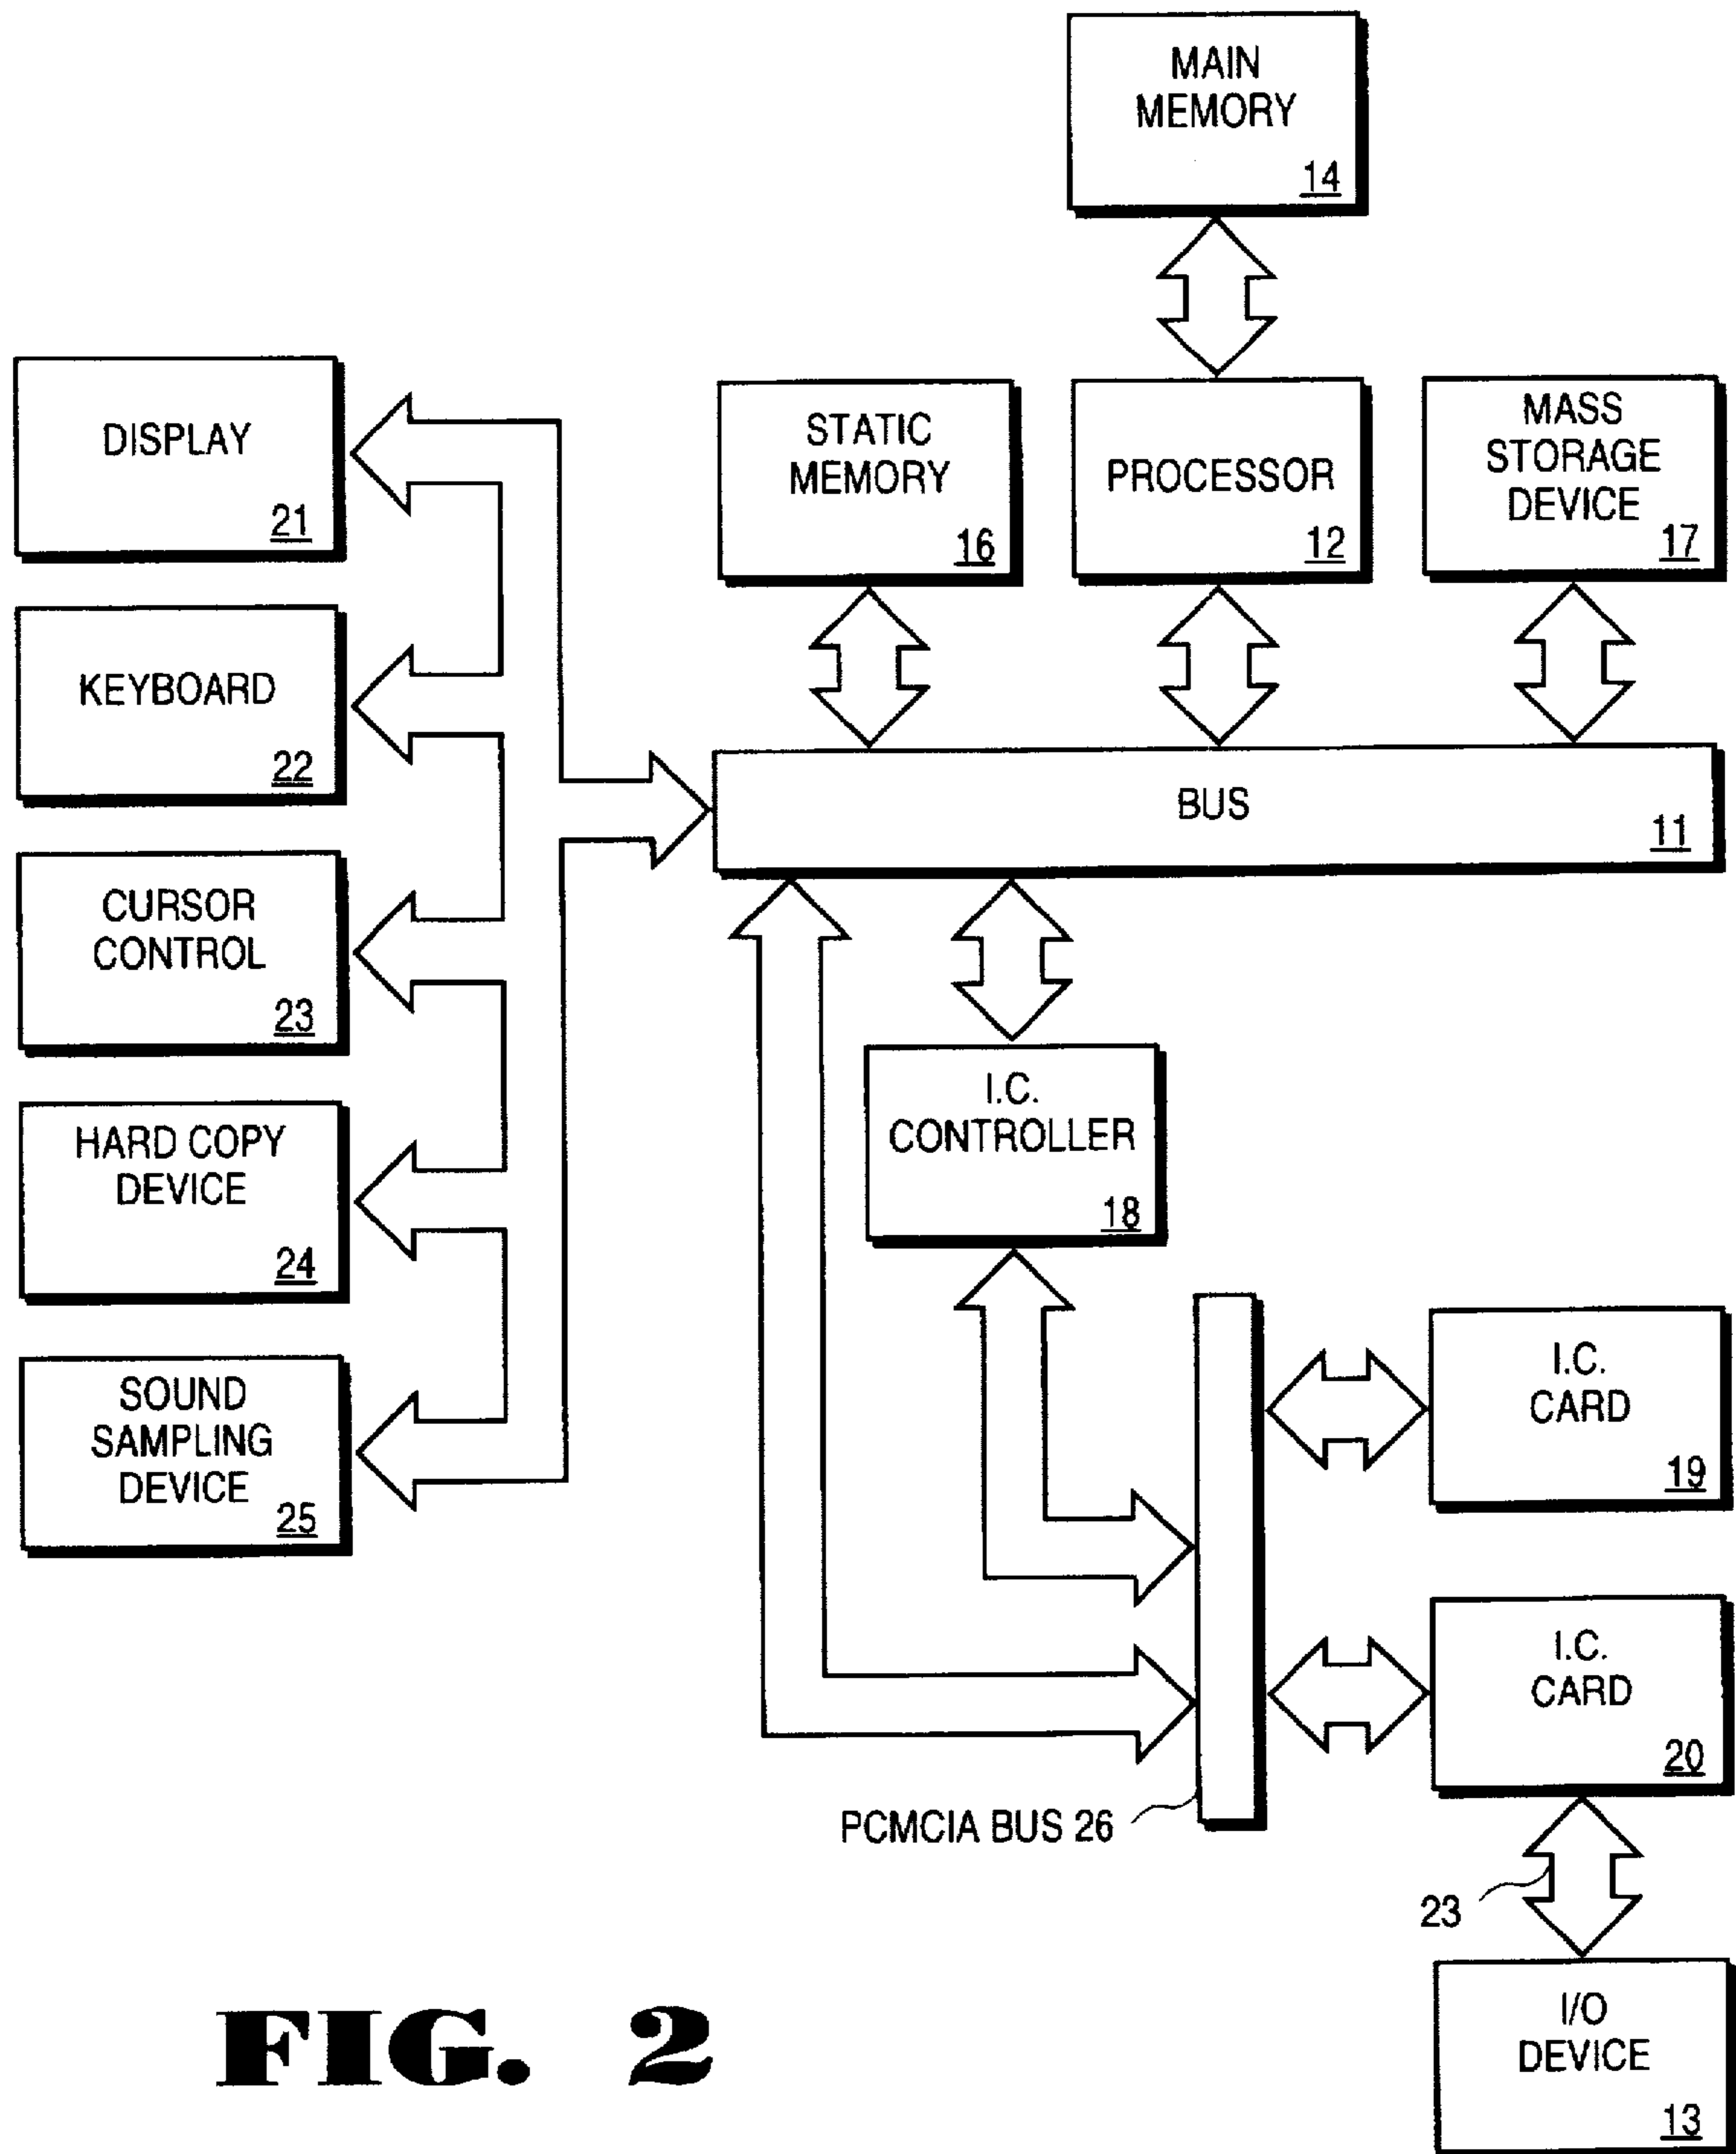 MAIN
MEMORY
14
DISPLAY
21
STATIC
MEMORY
16
PROCESSOR
12
MASS
STORAGE
DEVICE
17
KEYBOARD
22
BUS
11
CURSOR
CONTROL
23
I.C.
CONTROLLER
18
HARD COPY
DEVICE
24
SOUND
SAMPLING
DEVICE
25
I.C.
CARD
19
I.C.
CARD
20
PCMCIA BUS 26
23
I/O
DEVICE
13
FIG. 2